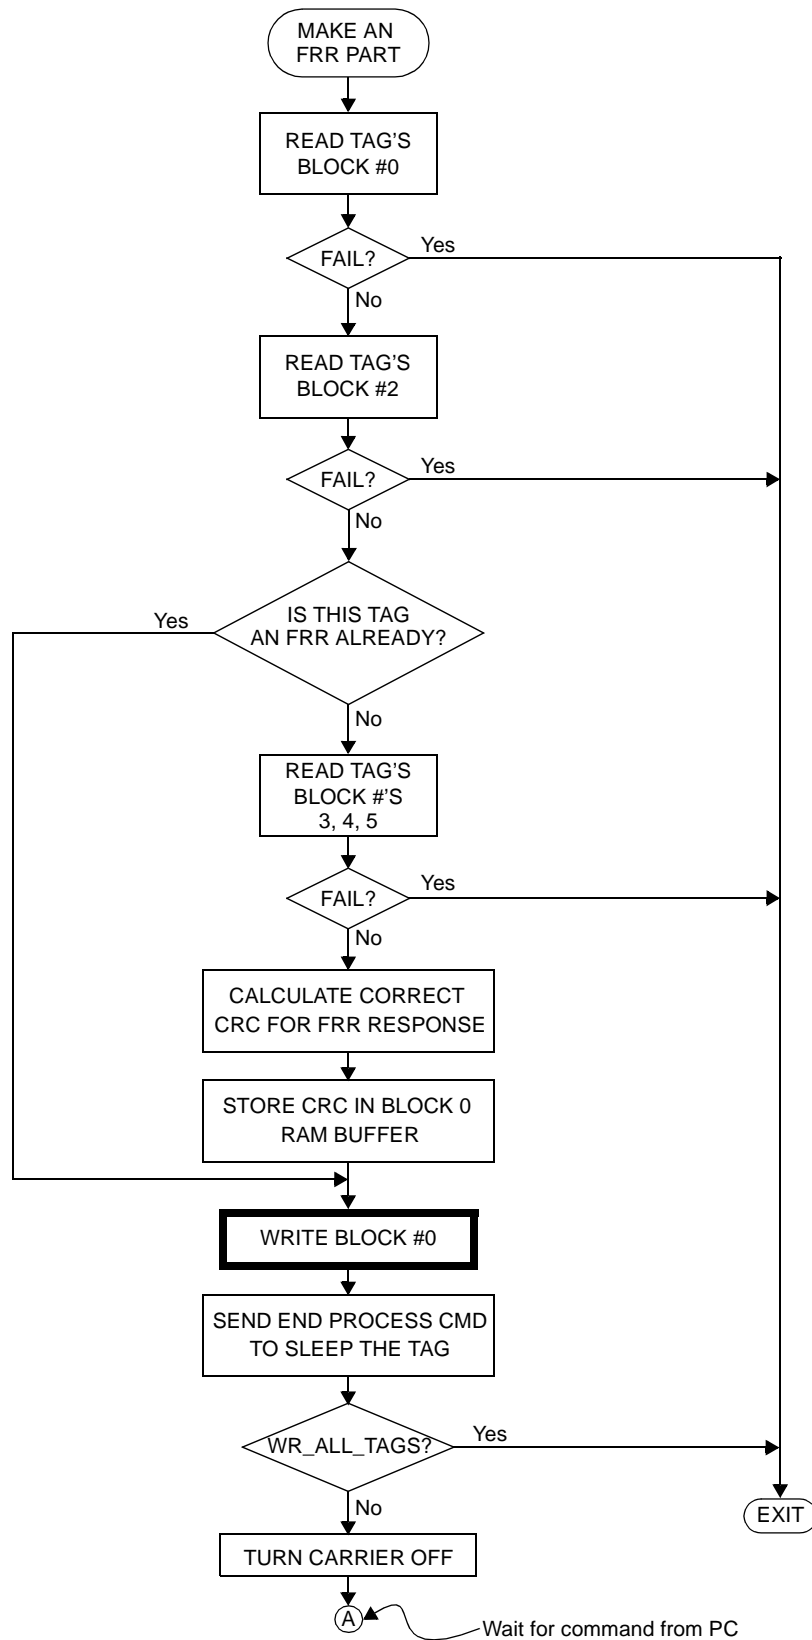 MAKE AN
FRR PART
READ TAG'S
BLOCK #0
FAIL?
Yes
No
READ TAG'S
BLOCK #2
FAIL?
Yes
No
IS THIS TAG
AN FRR ALREADY?
Yes
No
READ TAG'S
BLOCK #'S
3, 4, 5
FAIL?
Yes
No
CALCULATE CORRECT
CRC FOR FRR RESPONSE
STORE CRC IN BLOCK 0
RAM BUFFER
WRITE BLOCK #0
SEND END PROCESS CMD
TO SLEEP THE TAG
WR_ALL_TAGS?
Yes
No
EXIT
TURN CARRIER OFF
A
Wait for command from PC